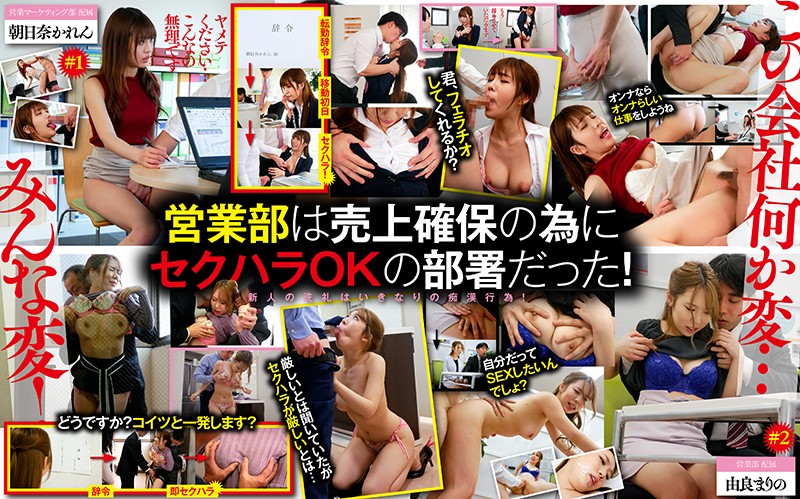 営業マーケティング部 配属
朝日奈かれん
#1
ヤメテ
ください、
こんなの
無理です
辞令
朝日奈かれん 殿
転勤辞令
移動初日
セクハラ!
君、フェラチオ
してくれるか?
オンナなら
オンナらしい
仕事をしようね
この会社何か変…
みんな変!
営業部は売上確保の為に
セクハラOKの部署だった!
新人の洗礼はいきなりの痴漢行為!
厳しいとは聞いていたが
セクハラが厳しいとは…
自分だって
SEXしたいん
でしょ?
どうですか?コイツと一発します?
辞令
即セクハラ
#2
営業部 配属
由良まりの